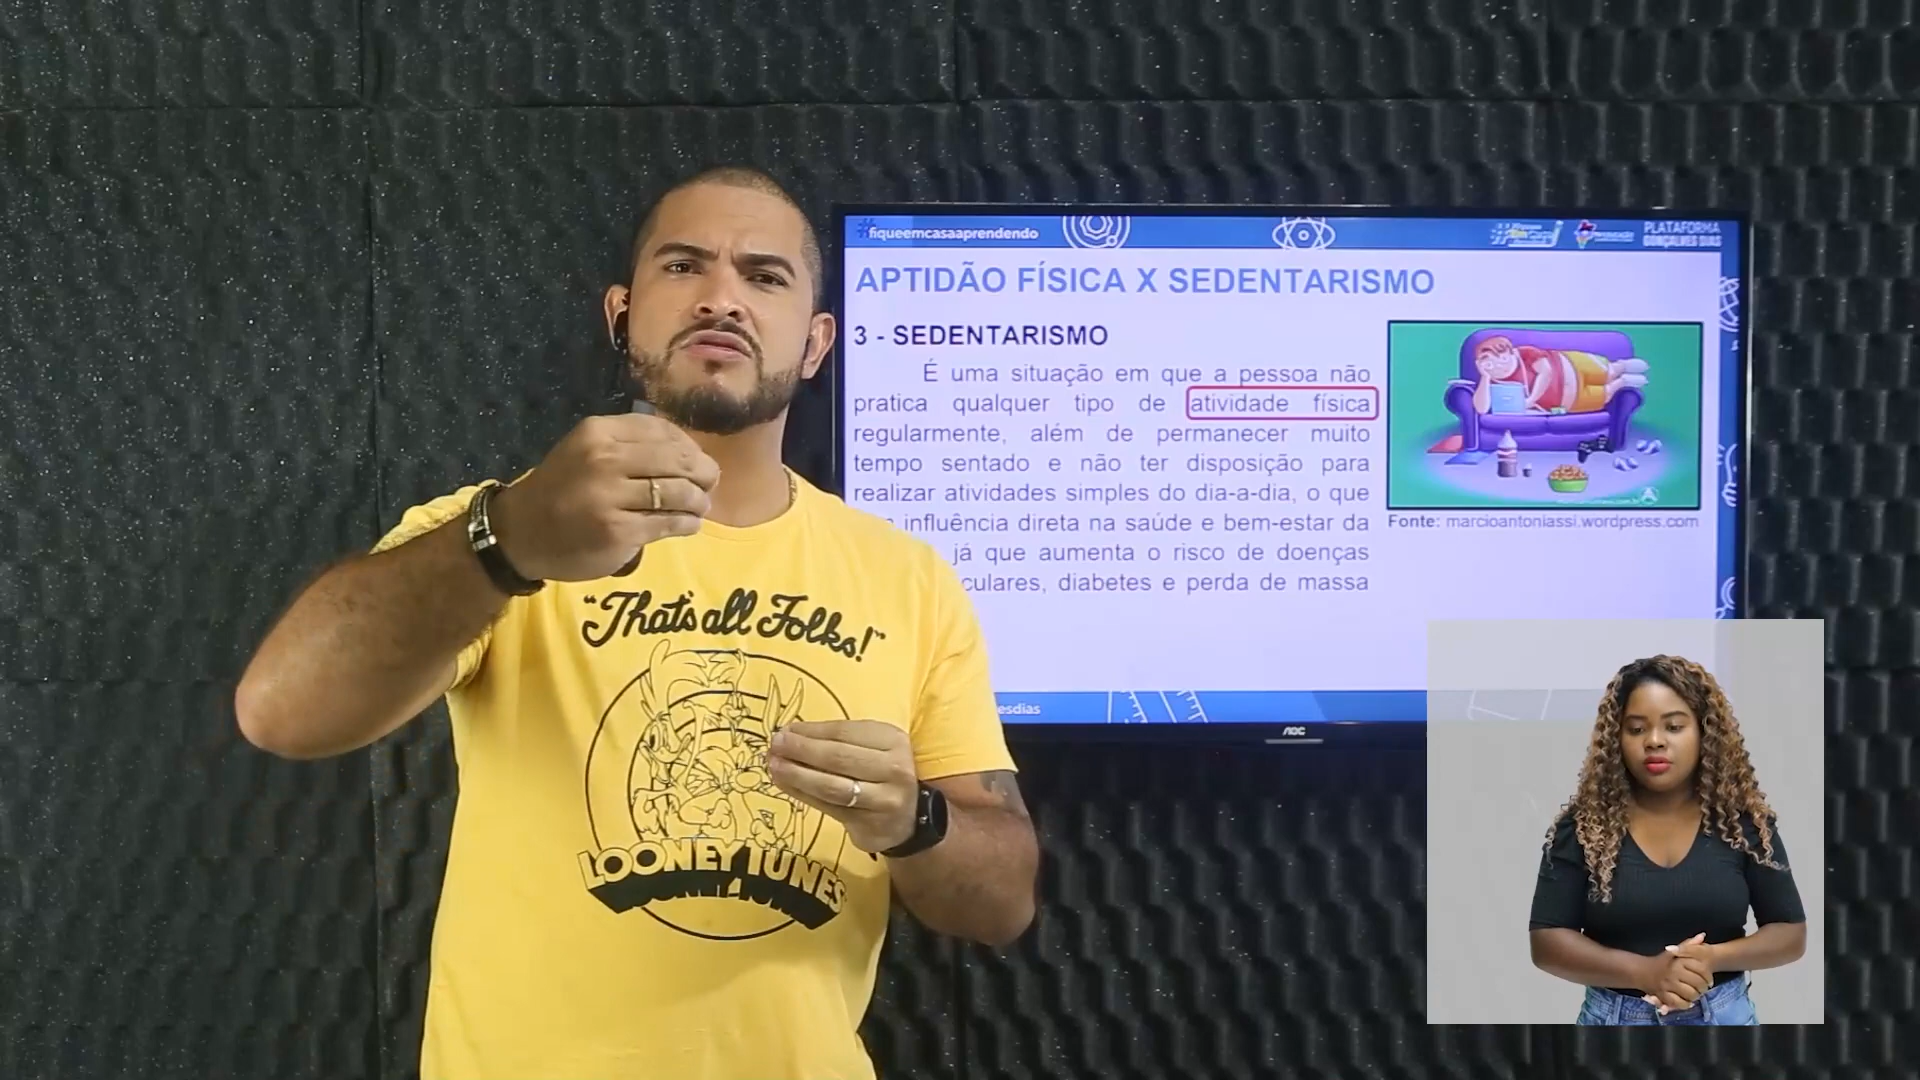 #fiqueemcasaaprendendo
PLATAFORMA
GONÇALVES DIAS
APTIDÃO FÍSICA X SEDENTARISMO
3 - SEDENTARISMO
É uma situação em que a pessoa não
pratica qualquer tipo de atividade física
regularmente, além de permanecer muito
tempo sentado e não ter disposição para
realizar atividades simples do dia-a-dia, o que
influência direta na saúde e bem-estar da
já que aumenta o risco de doenças
culares, diabetes e perda de massa
Fonte: marcioantoniassi.wordpress.com
esdias
AOC
"That's all Folks!"
LOONEY TUNES